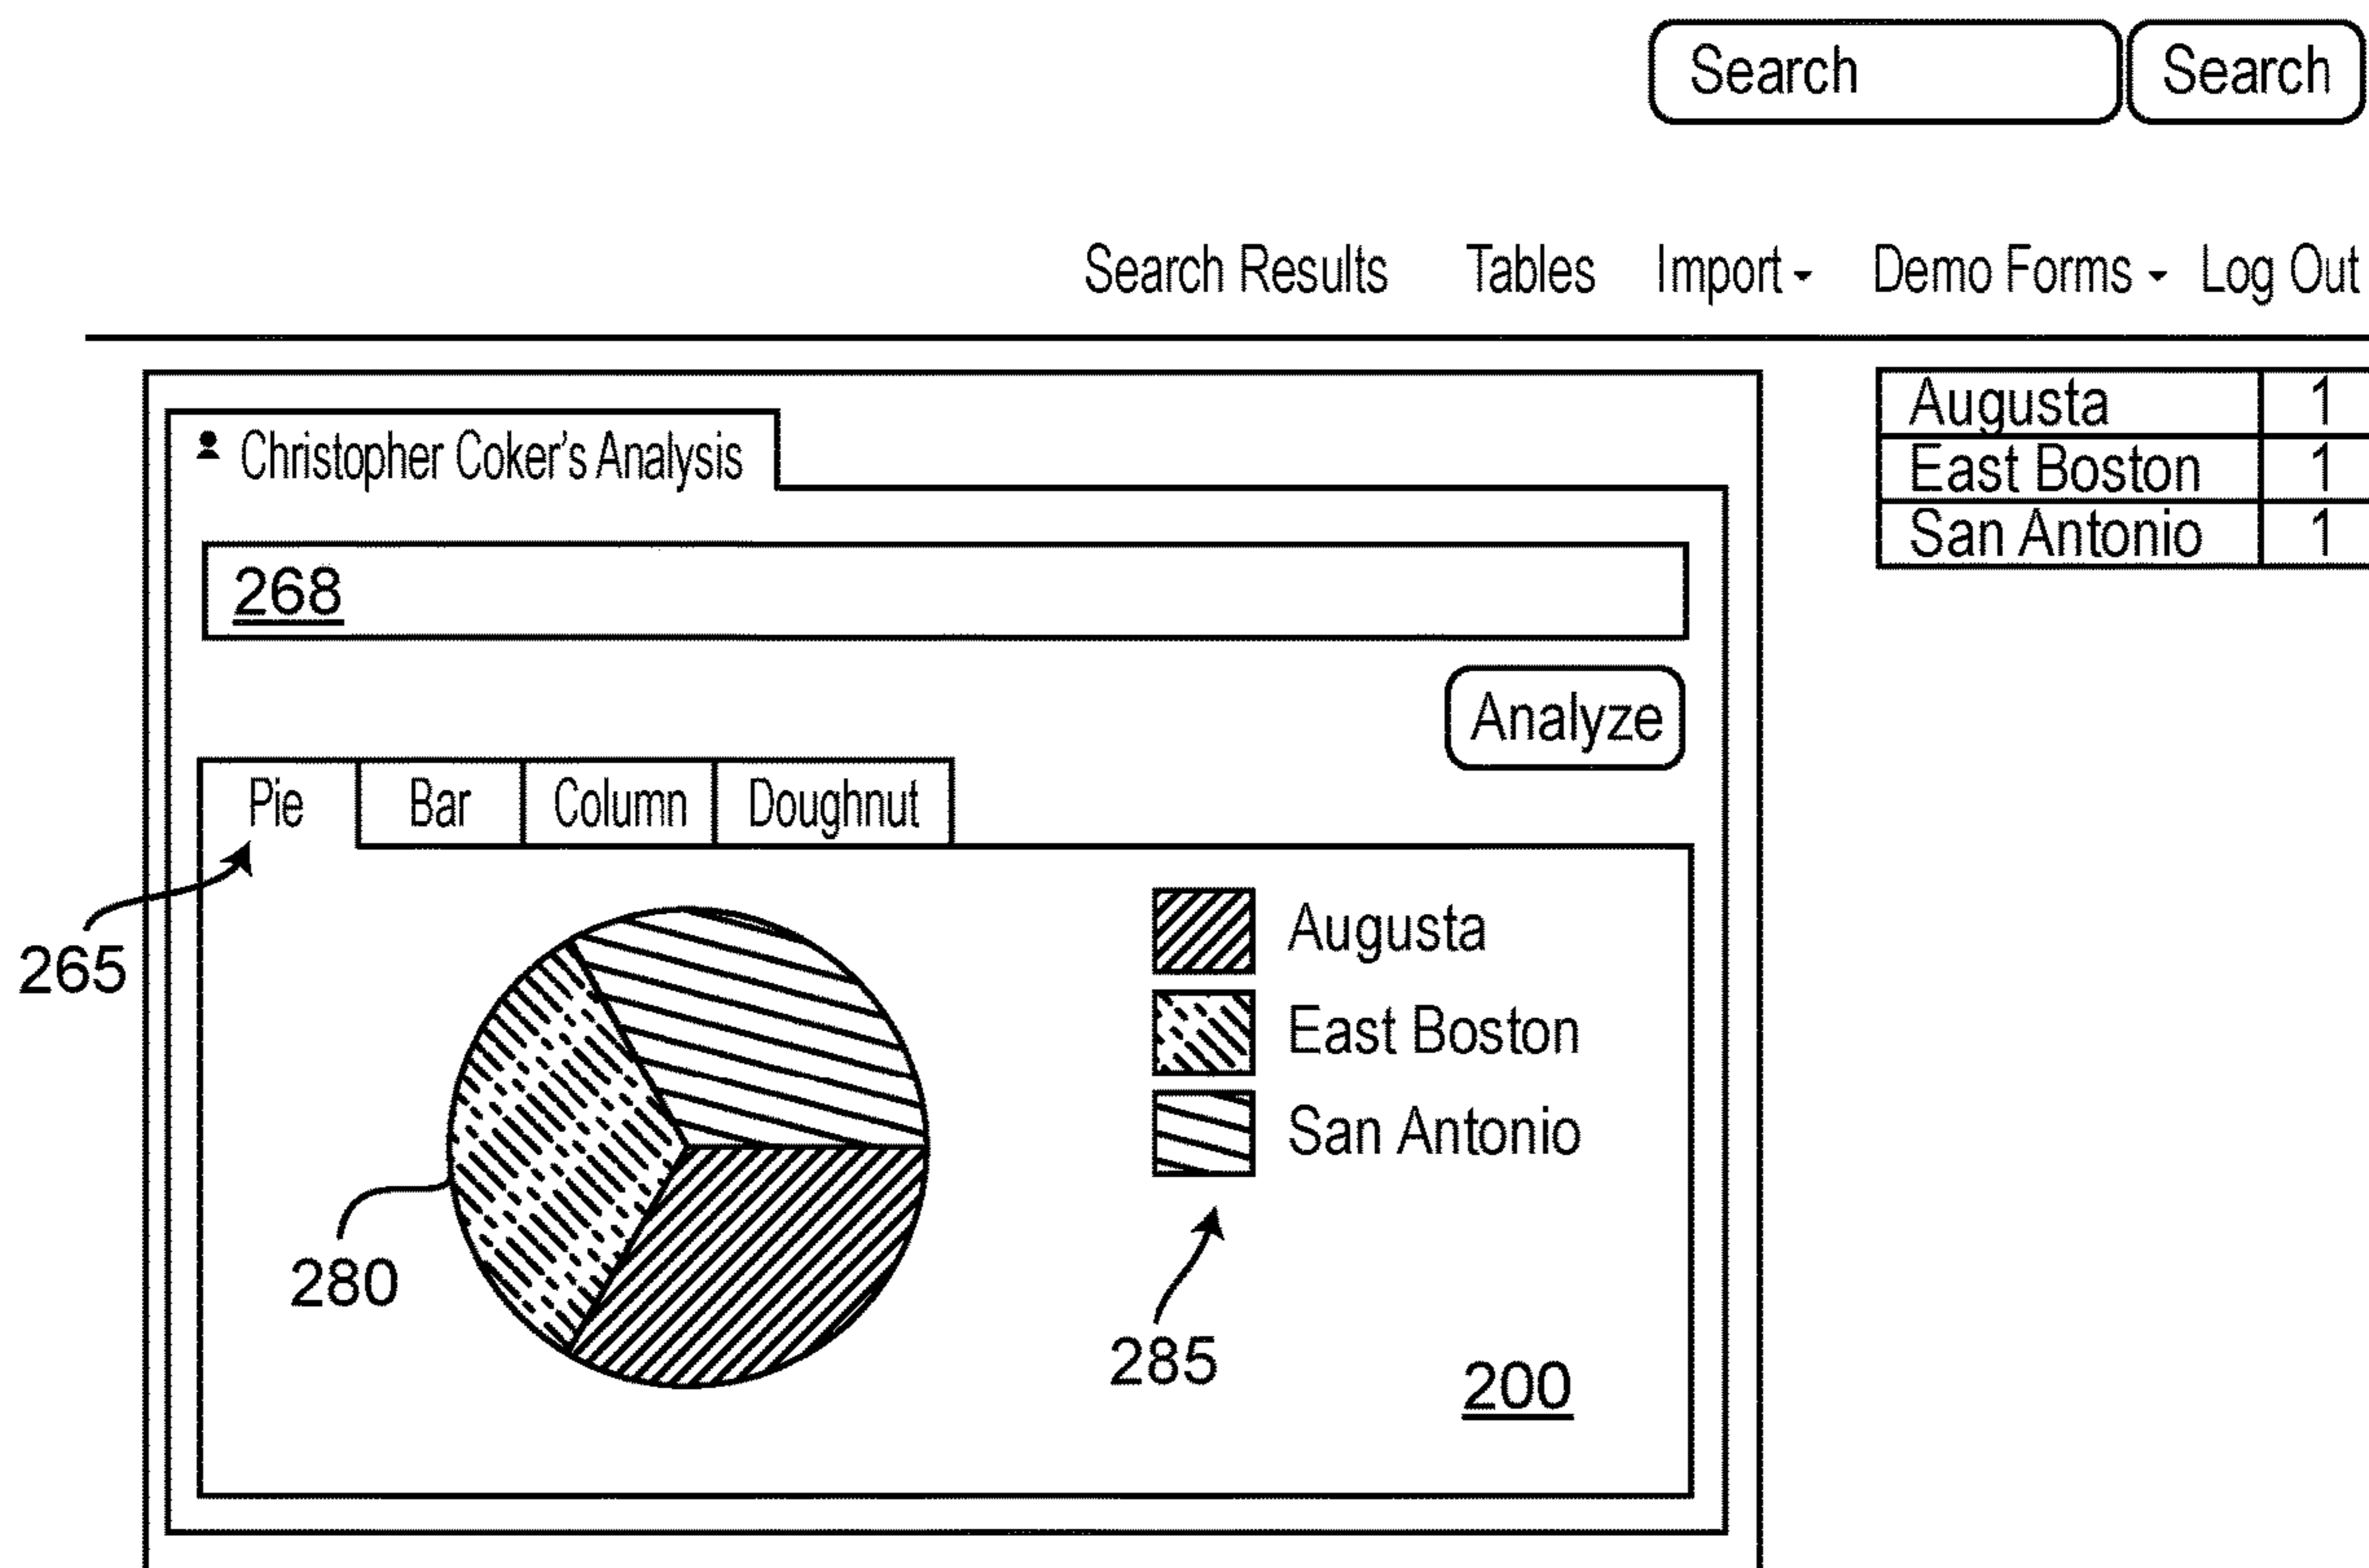 Search Search
Search Results Tables Import Demo Forms Log Out
Christopher Coker's Analysis
Augusta 1
East Boston 1
San Antonio 1
268
Analyze
Pie Bar Column Doughnut
265
Augusta
East Boston
San Antonio
280
285
200